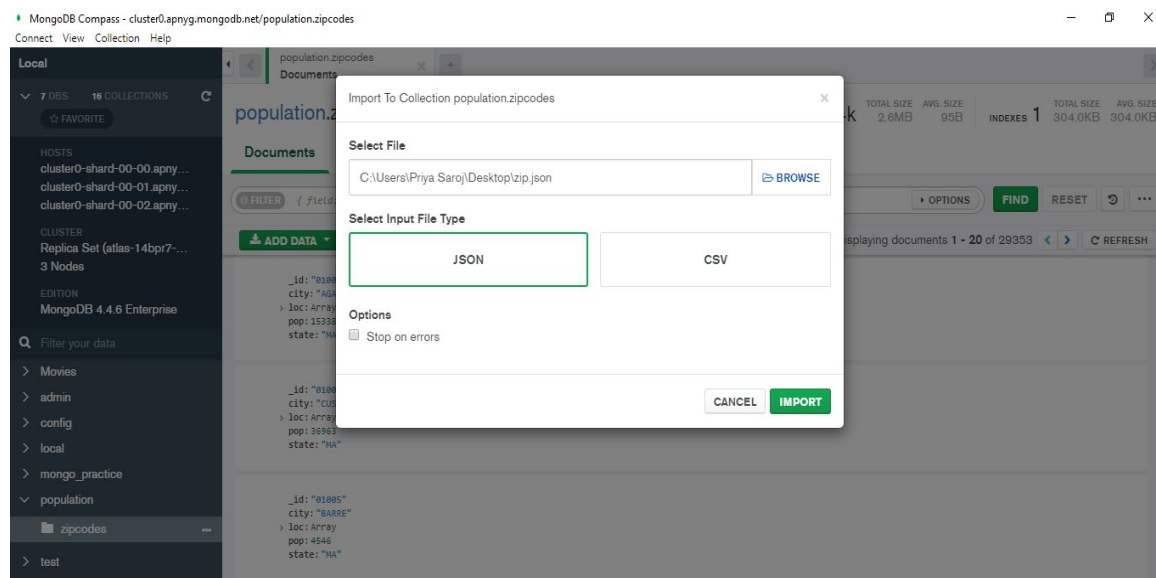 MongoDB Compass - cluster0.apnyg.mongodb.net/population.zipcodes
Connect View Collection Help
Local
7 DBS 16 COLLECTIONS
FAVORITE
HOSTS
cluster0-shard-00-00.apny...
cluster0-shard-00-01.apny...
cluster0-shard-00-02.apny...
CLUSTER
Replica Set (atlas-14bpr7-...
3 Nodes
EDITION
MongoDB 4.4.6 Enterprise
Filter your data
Movies
admin
config
local
mongo_practice
population
zipcodes
test
population.zipcodes
Documents
population.z
k TOTAL SIZE 2.6MB AVG. SIZE 95B INDEXES 1 TOTAL SIZE 304.0KB AVG. SIZE 304.0KB
Documents
FILTER { field:
OPTIONS FIND RESET
ADD DATA
isplaying documents 1 - 20 of 29353 REFRESH
_id: "0100
city: "AGA
loc: Array
pop: 15338
state: "MA
_id: "0100
city: "CUS
loc: Array
pop: 36963
state: "MA"
_id: "01005"
city: "BARRE"
loc: Array
pop: 4546
state: "MA"
Import To Collection population.zipcodes
Select File
C:\Users\Priya Saroj\Desktop\zip.json
BROWSE
Select Input File Type
JSON CSV
Options
Stop on errors
CANCEL IMPORT